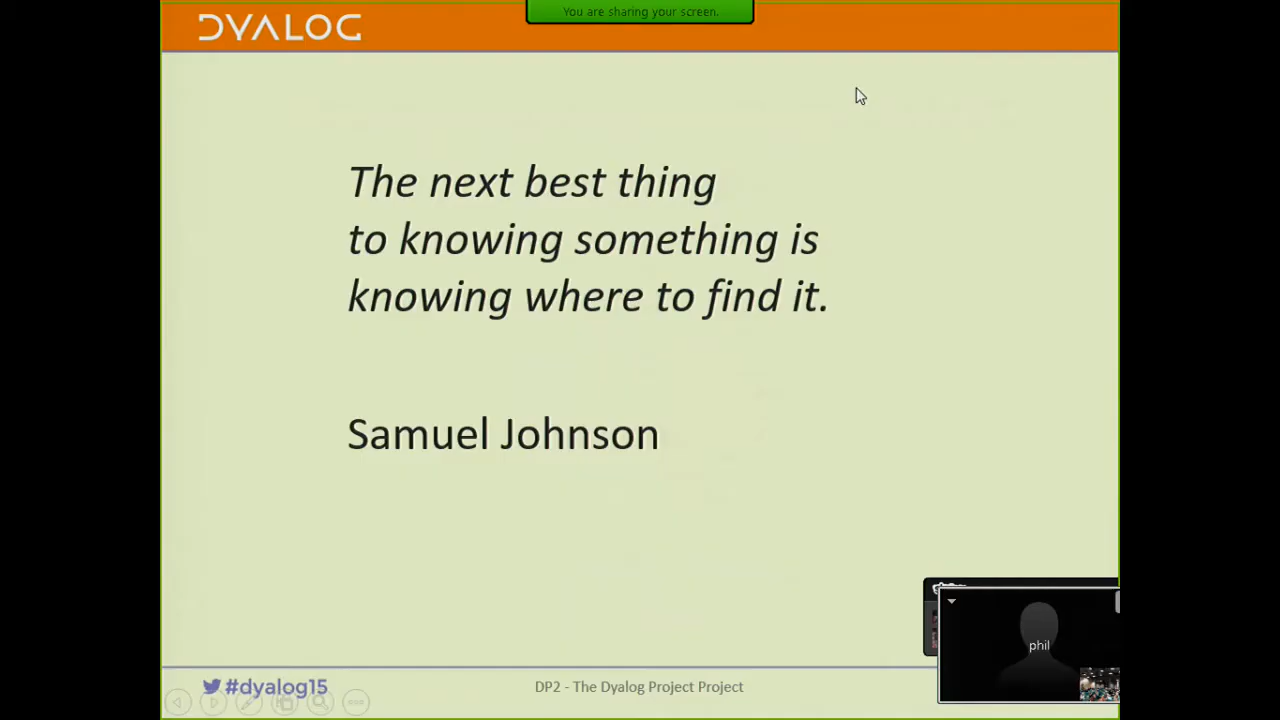 You are sharing your screen.
DYALOG
The next best thing
to knowing something is
knowing where to find it.
Samuel Johnson
phil
#dyalog15
DP2 - The Dyalog Project Project